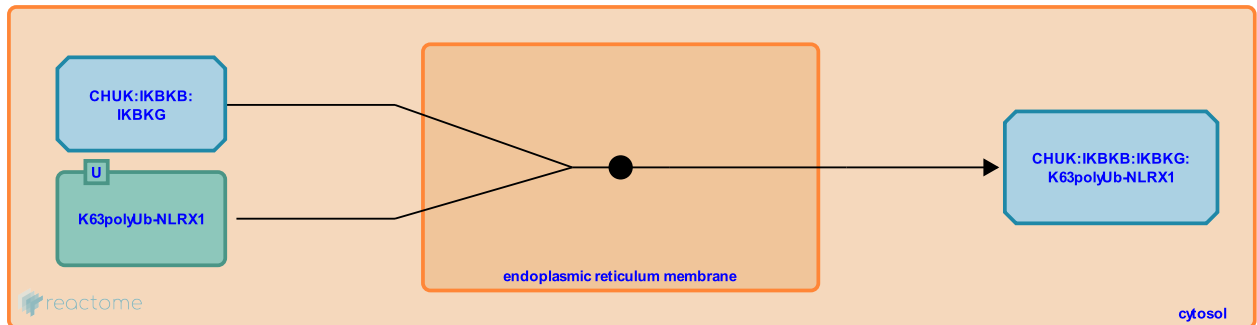 CHUK:IKBKB:
IKBKG
U
K63polyUb-NLRX1
CHUK:IKBKB:IKBKG:
K63polyUb-NLRX1
endoplasmic reticulum membrane
reactome
cytosol